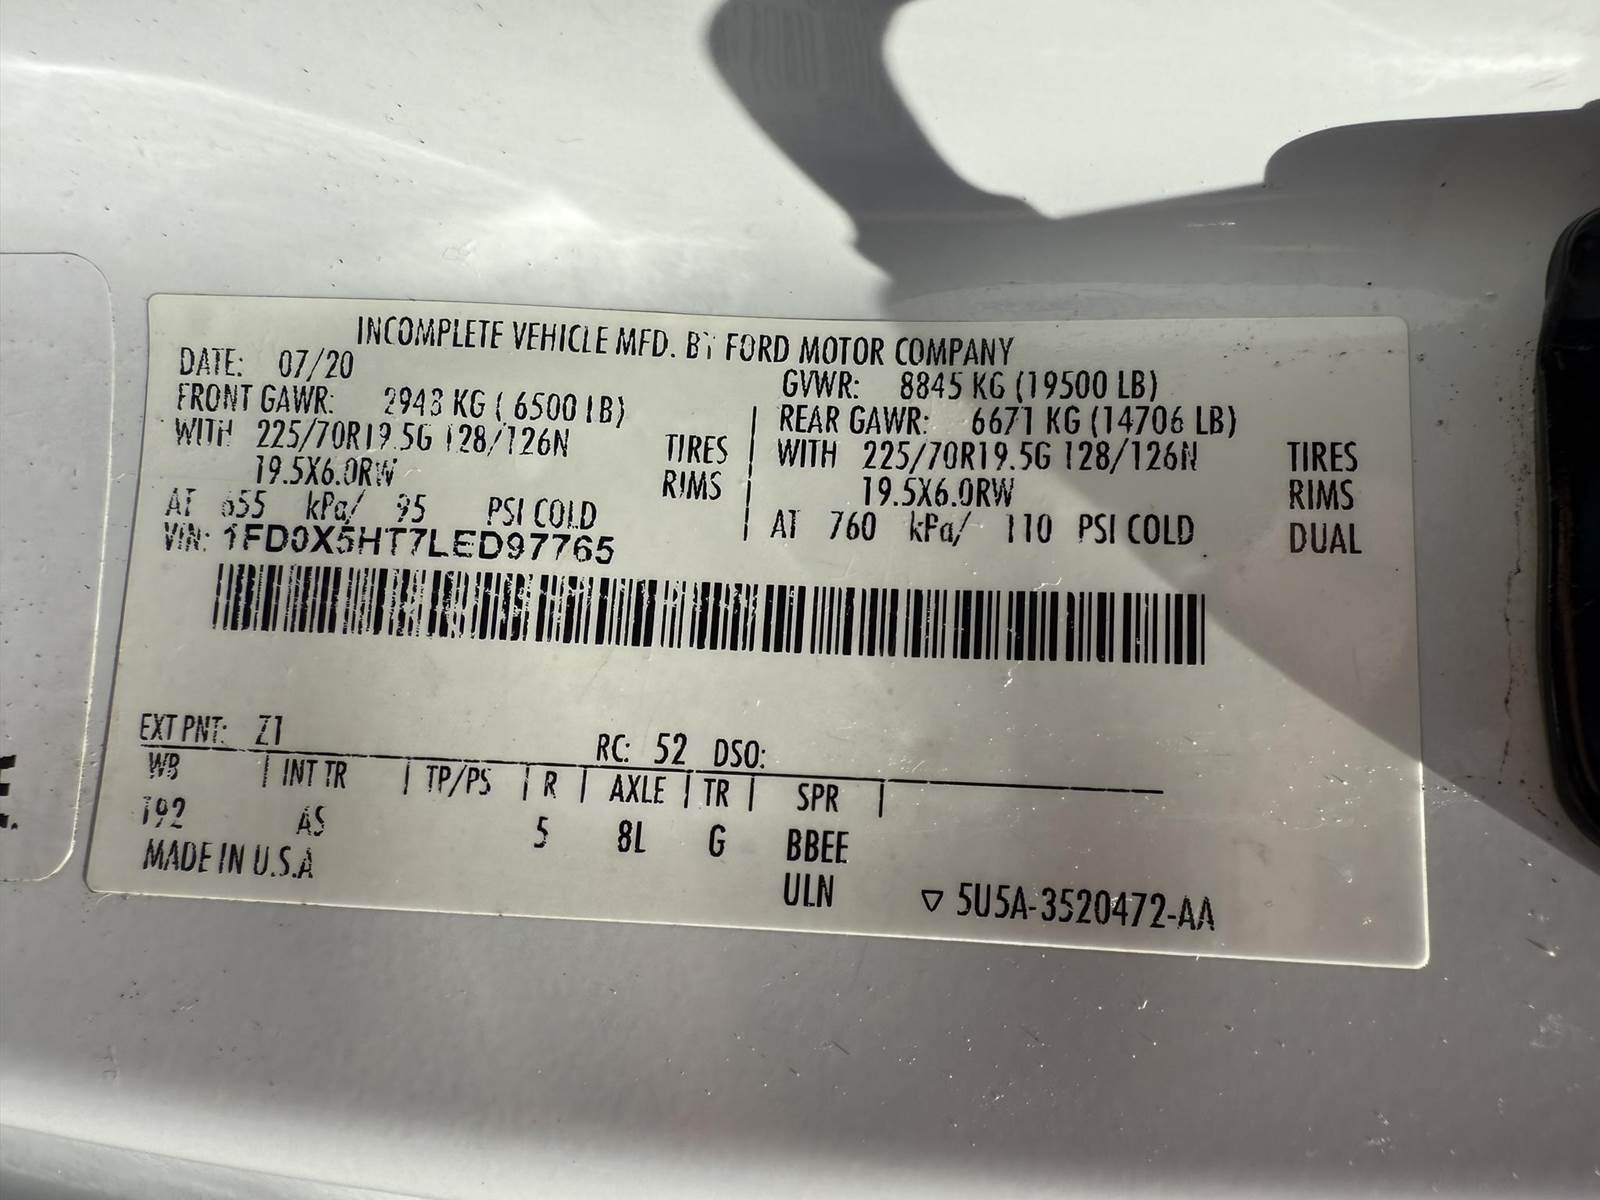 INCOMPLETE VEHICLE MFD. BY FORD MOTOR COMPANY
DATE: 07/20
GVWR: 8845 KG (19500 LB)
FRONT GAWR: 2948 KG ( 6500 LB)
REAR GAWR: 6671 KG (14706 LB)
WITH 225/70R19.5G 128/126N TIRES
WITH 225/70R19.5G 128/126N TIRES
19.5X6.0RW RIMS
19.5X6.0RW RIMS
AT 655 kPa/ 95 PSI COLD
AT 760 kPa/ 110 PSI COLD DUAL
VIN: 1FD0X5HT7LED97765
EXT PNT: Z1 RC: 52 DSO:
WB | INT TR | TP/PS | R | AXLE | TR | SPR |
192 AS 5 8L G BBEE
MADE IN U.S.A ULN ▽ 5U5A-3520472-AA